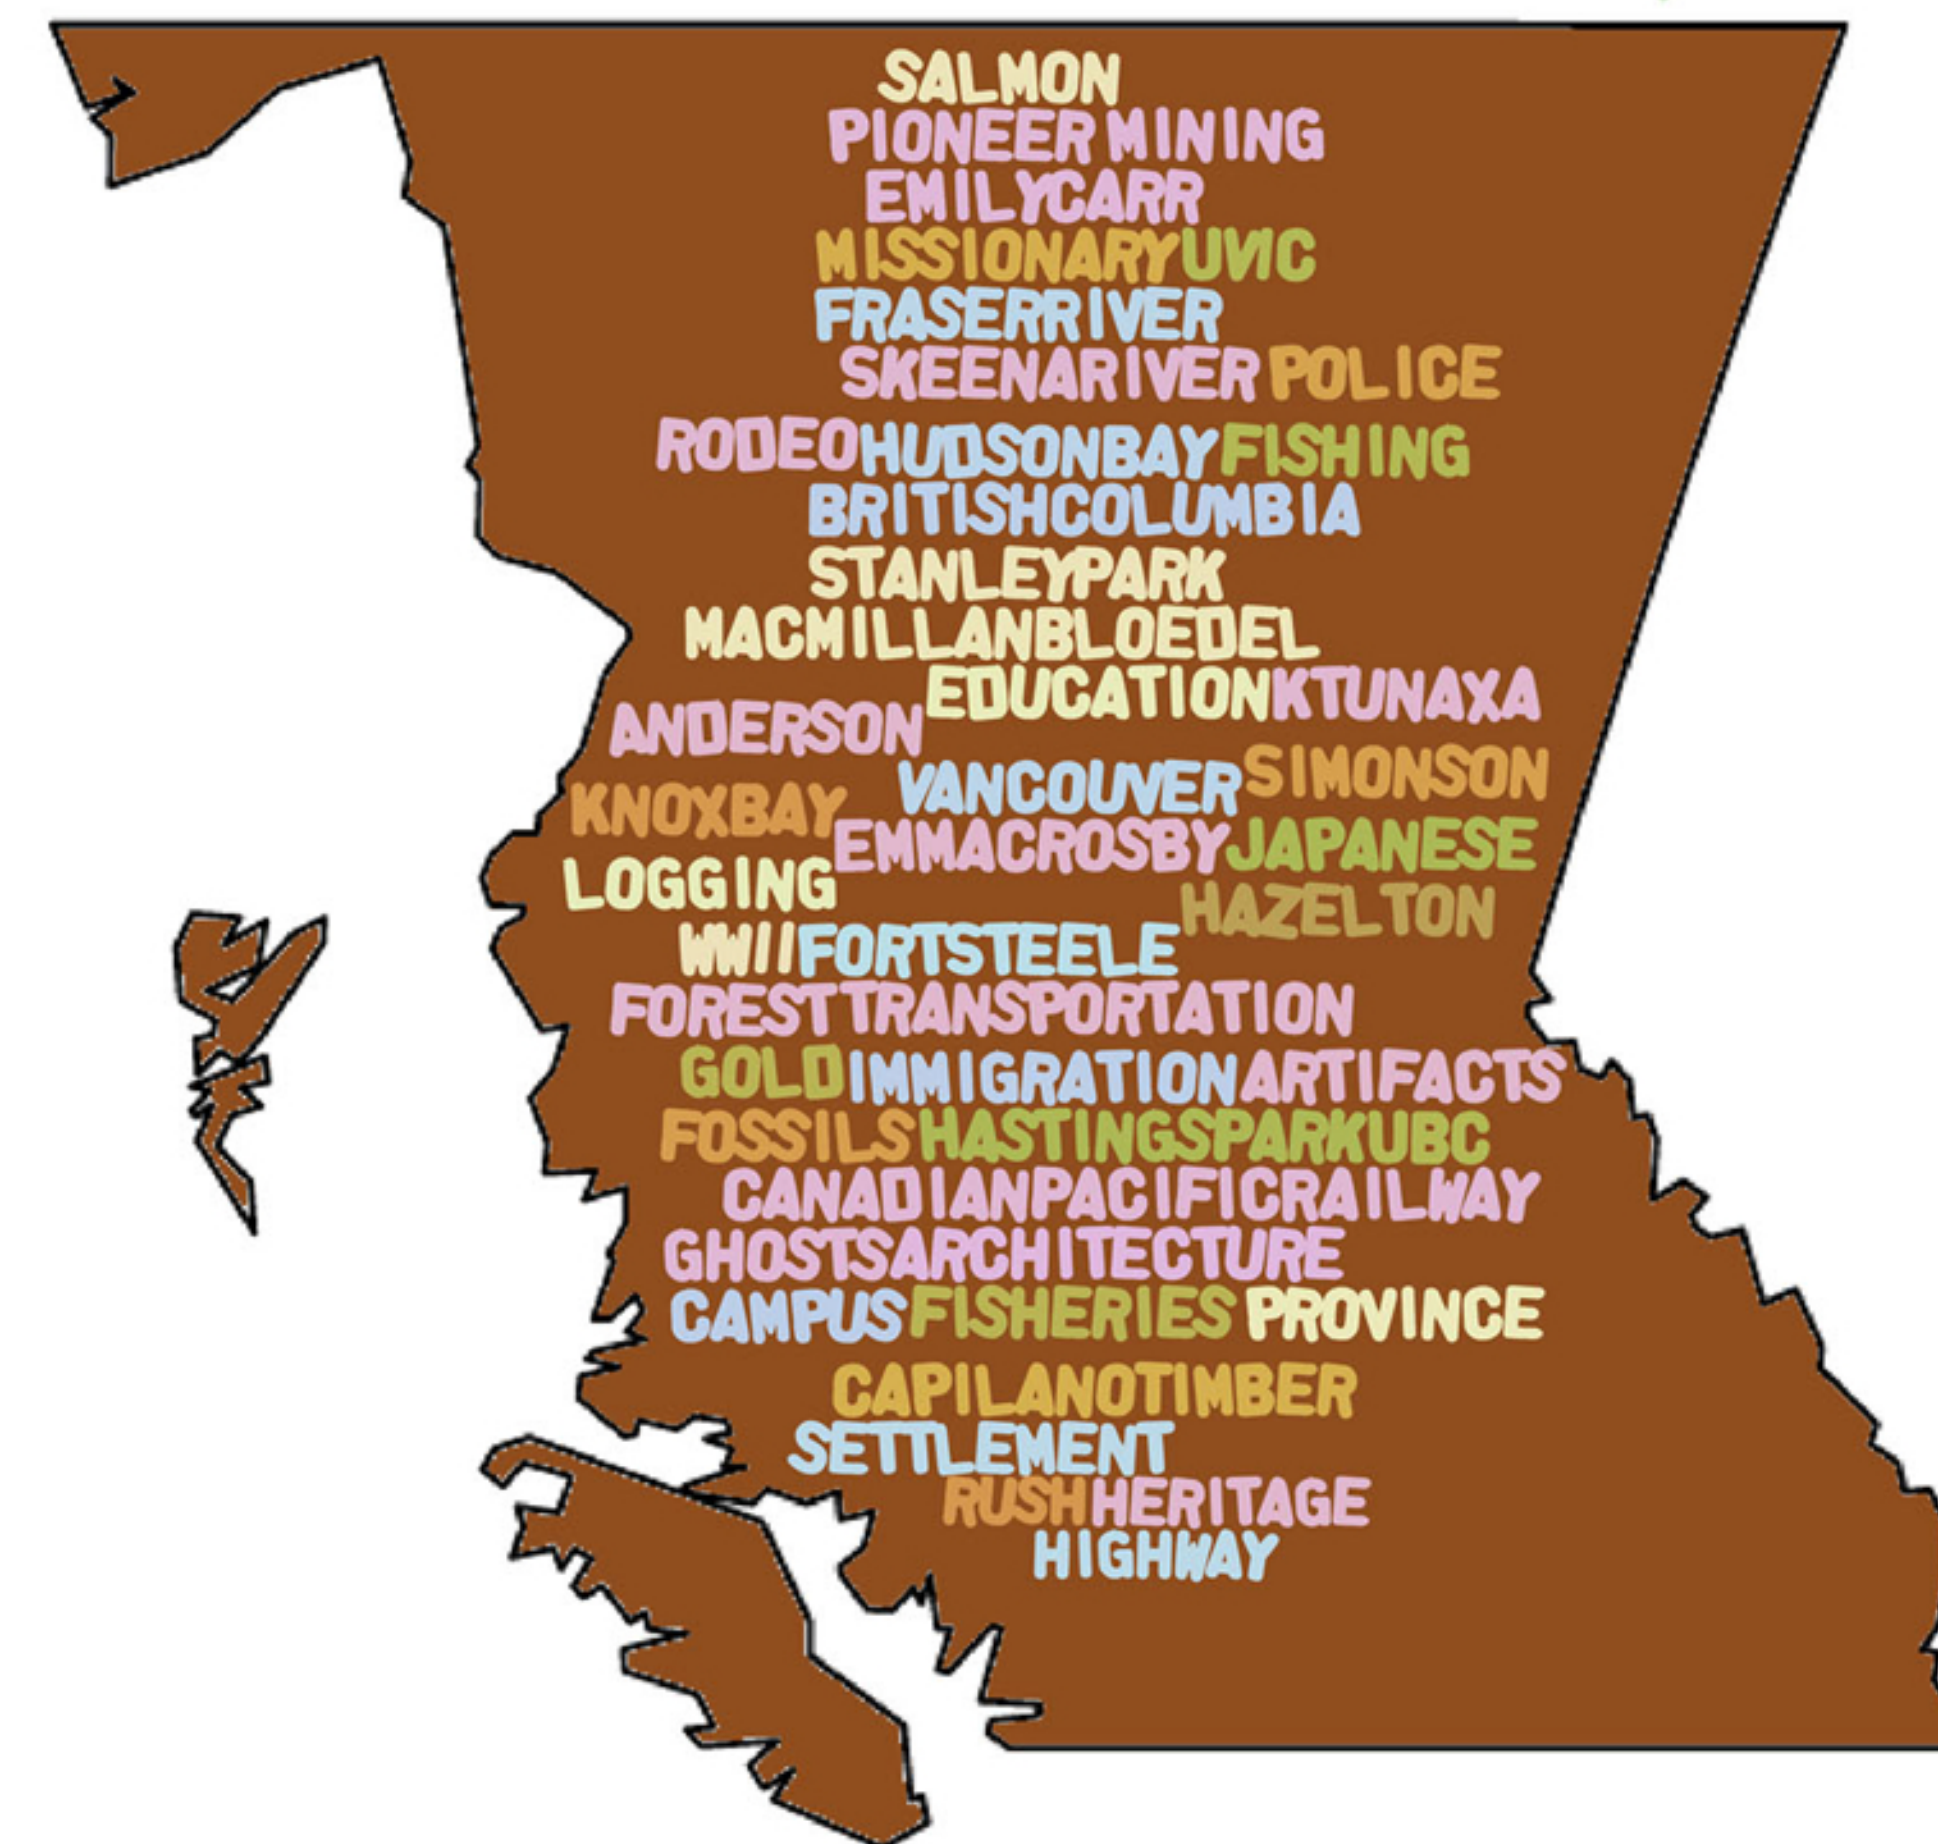 SALMON
PIONEER MINING
EMILYCARR
MISSIONARY UVIC
FRASERRIVER
SKEENARIVER POLICE
RODEO HUDSONBAY FISHING
BRITISHCOLUMBIA
STANLEYPARK
MACMILLANBLOEDEL
EDUCATION KTUNAXA
ANDERSON
VANCOUVER SIMONSON
KNOXBAY
EMMACROSBY JAPANESE
LOGGING
HAZELTON
WWII FORTSTEELE
FOREST TRANSPORTATION
GOLD IMMIGRATION ARTIFACTS
FOSSILS HASTINGSPARK UBC
CANADIANPACIFICRAILWAY
GHOSTS ARCHITECTURE
CAMPUS FISHERIES PROVINCE
CAPILANOTIMBER
SETTLEMENT
RUSH HERITAGE
HIGHWAY